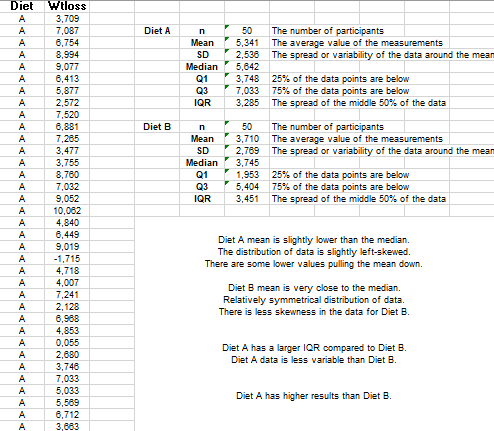 Diet Wtloss
A 3,709
A 7,087 Diet A n 50 The number of participants
A 6,754 Mean 5,341 The average value of the measurements
A 8,994 SD 2,536 The spread or variability of the data around the mean
A 9,077 Median 5,642
A 6,413 Q1 3,748 25% of the data points are below
A 5,877 Q3 7,033 75% of the data points are below
A 2,572 IQR 3,285 The spread of the middle 50% of the data
A 7,520
A 6,881 Diet B n 50 The number of participants
A 7,265 Mean 3,710 The average value of the measurements
A 3,477 SD 2,769 The spread or variability of the data around the mean
A 3,755 Median 3,745
A 8,760 Q1 1,953 25% of the data points are below
A 7,032 Q3 5,404 75% of the data points are below
A 9,052 IQR 3,451 The spread of the middle 50% of the data
A 10,062
A 4,840
A 6,449 Diet A mean is slightly lower than the median.
A 9,019 The distribution of data is slightly left-skewed.
A -1,715 There are some lower values pulling the mean down.
A 4,718
A 4,007 Diet B mean is very close to the median.
A 7,241 Relatively symmetrical distribution of data.
A 2,128 There is less skewness in the data for Diet B.
A 6,968
A 4,853
A 0,055 Diet A has a larger IQR compared to Diet B.
A 2,680 Diet A data is less variable than Diet B.
A 3,746
A 7,033
A 5,033 Diet A has higher results than Diet B.
A 5,569
A 6,712
A 3,663